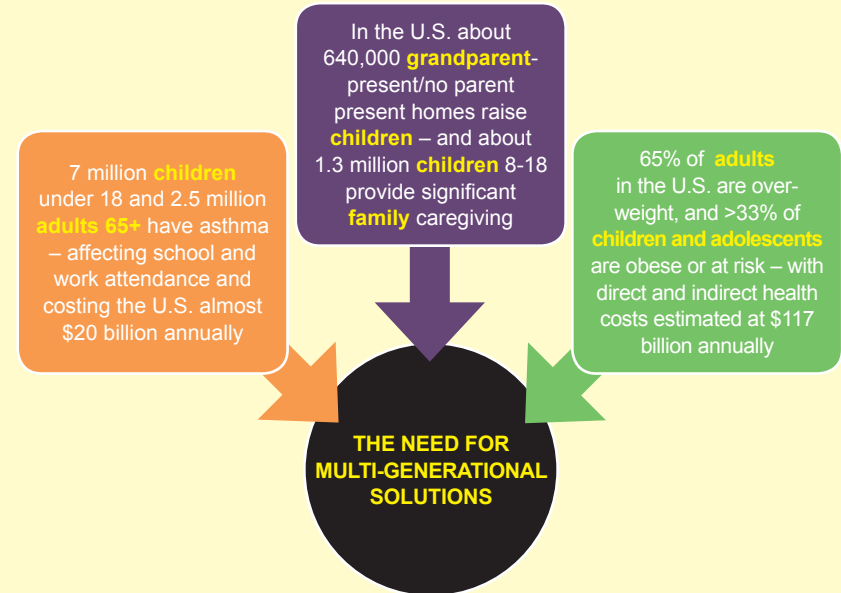 In the U.S. about
640,000 grandparent-
present/no parent
present homes raise
children – and about
1.3 million children 8-18
provide significant
family caregiving
7 million children
under 18 and 2.5 million
adults 65+ have asthma
– affecting school and
work attendance and
costing the U.S. almost
$20 billion annually
65% of adults
in the U.S. are over-
weight, and >33% of
children and adolescents
are obese or at risk – with
direct and indirect health
costs estimated at $117
billion annually
THE NEED FOR
MULTI-GENERATIONAL
SOLUTIONS